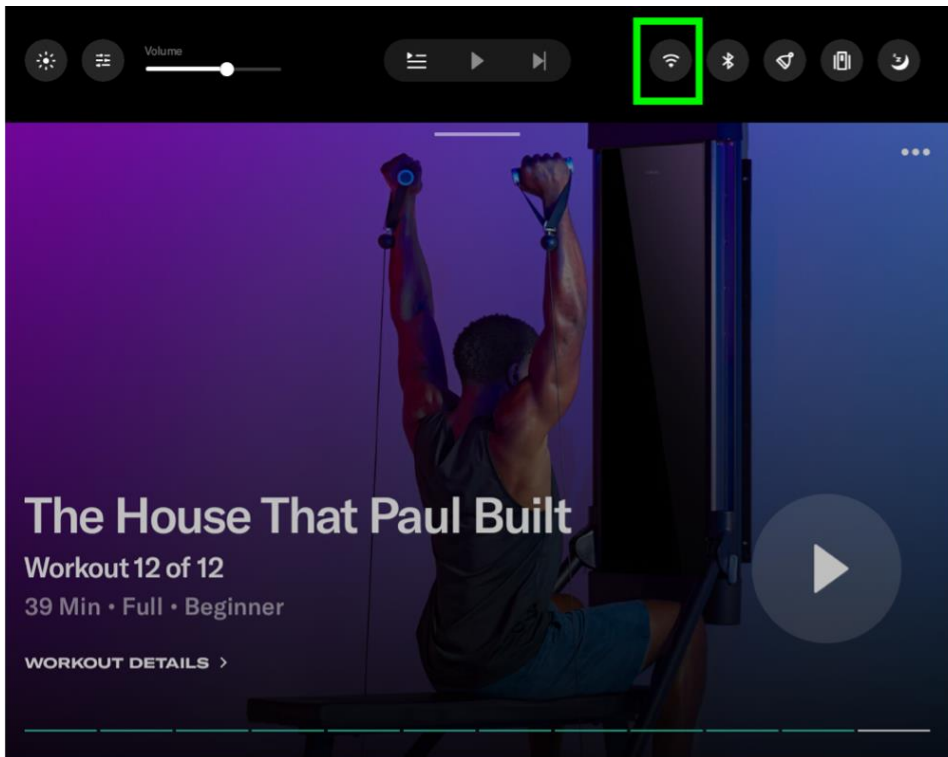 Volume
The House That Paul Built
Workout 12 of 12
39 Min • Full • Beginner
WORKOUT DETAILS >